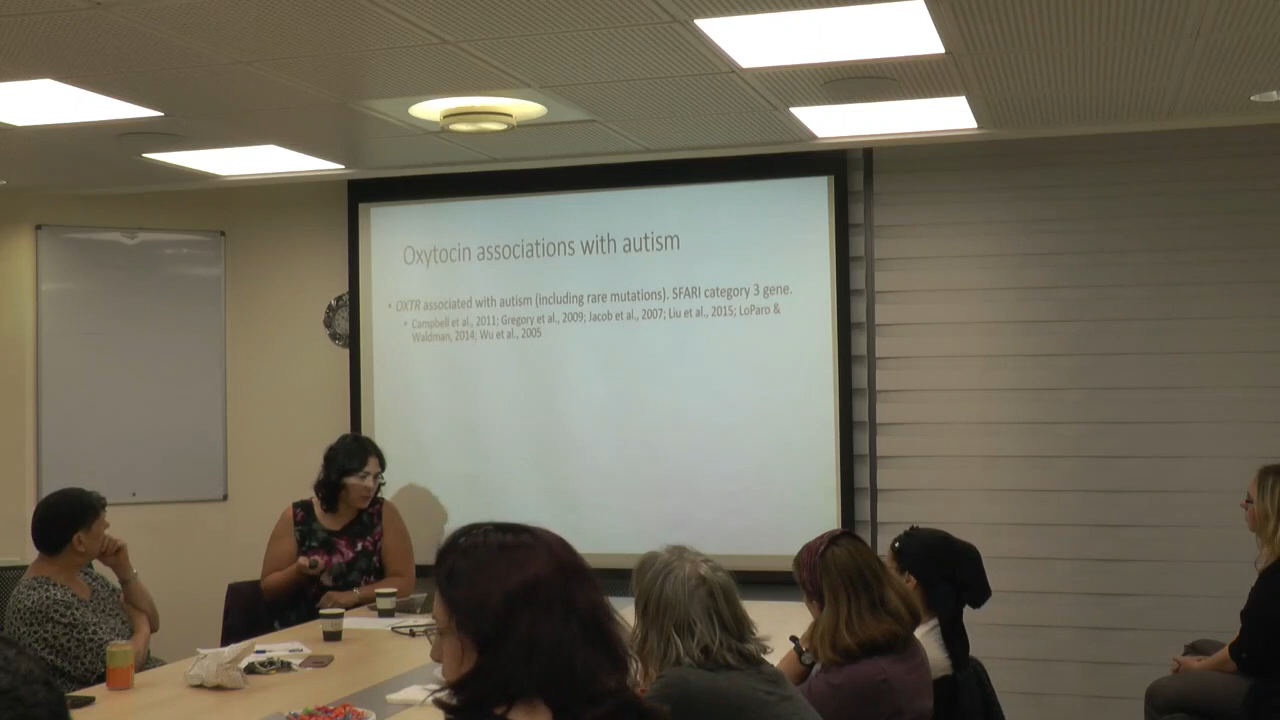 Oxytocin associations with autism
• OXTR associated with autism (including rare mutations). SFARI category 3 gene.
• Campbell et al., 2011; Gregory et al., 2009; Jacob et al., 2007; Liu et al., 2015; LoParo &
Waldman, 2014; Wu et al., 2005